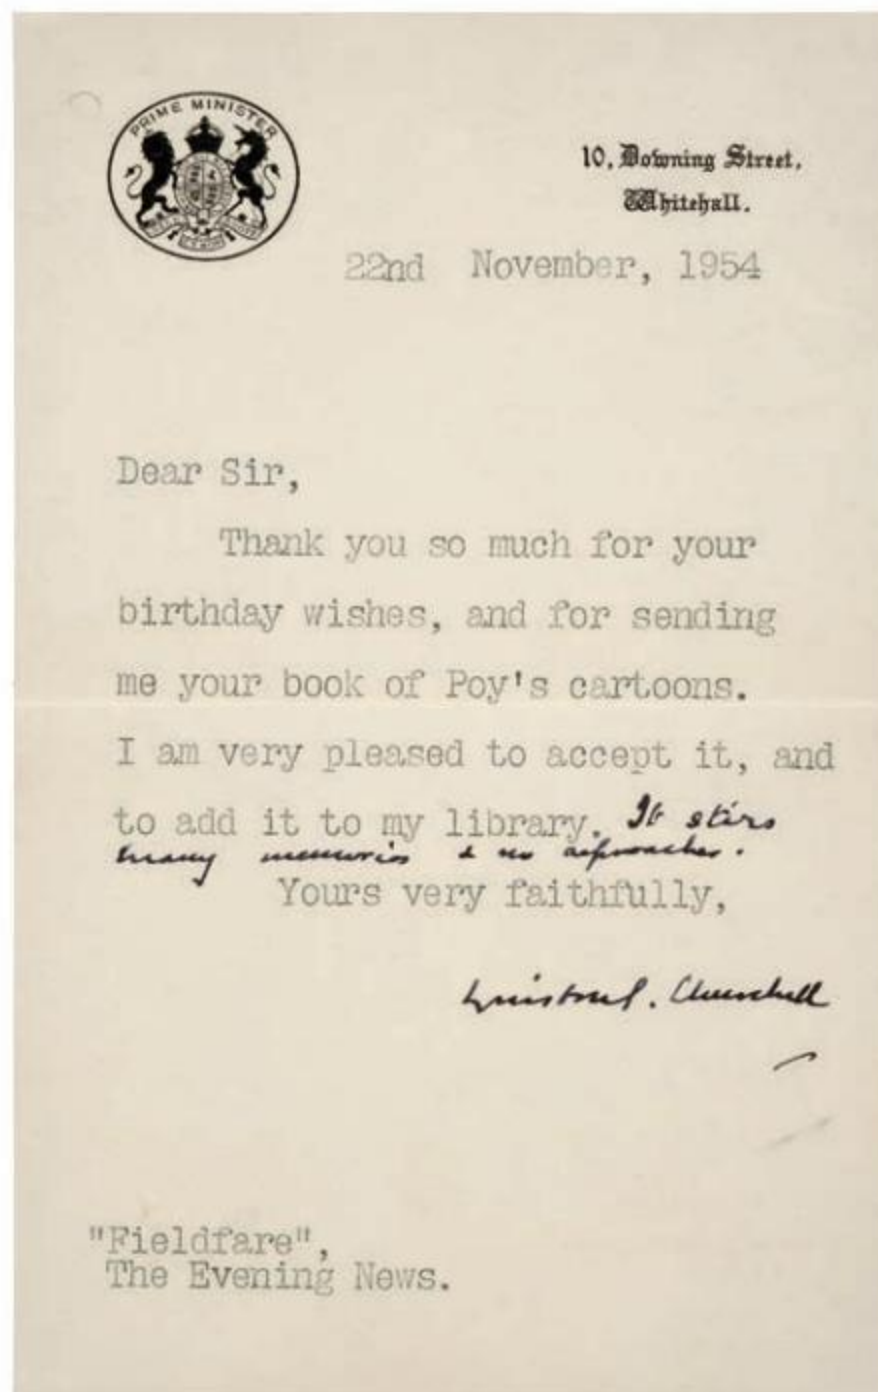 PRIME MINISTER
10, Downing Street,
Whitehall.
22nd November, 1954
Dear Sir,
Thank you so much for your
birthday wishes, and for sending
me your book of Poy's cartoons.
I am very pleased to accept it, and
to add it to my library. It stirs
many memories & no
Yours very faithfully,
Winston S. Churchill
"Fieldfare",
The Evening News.